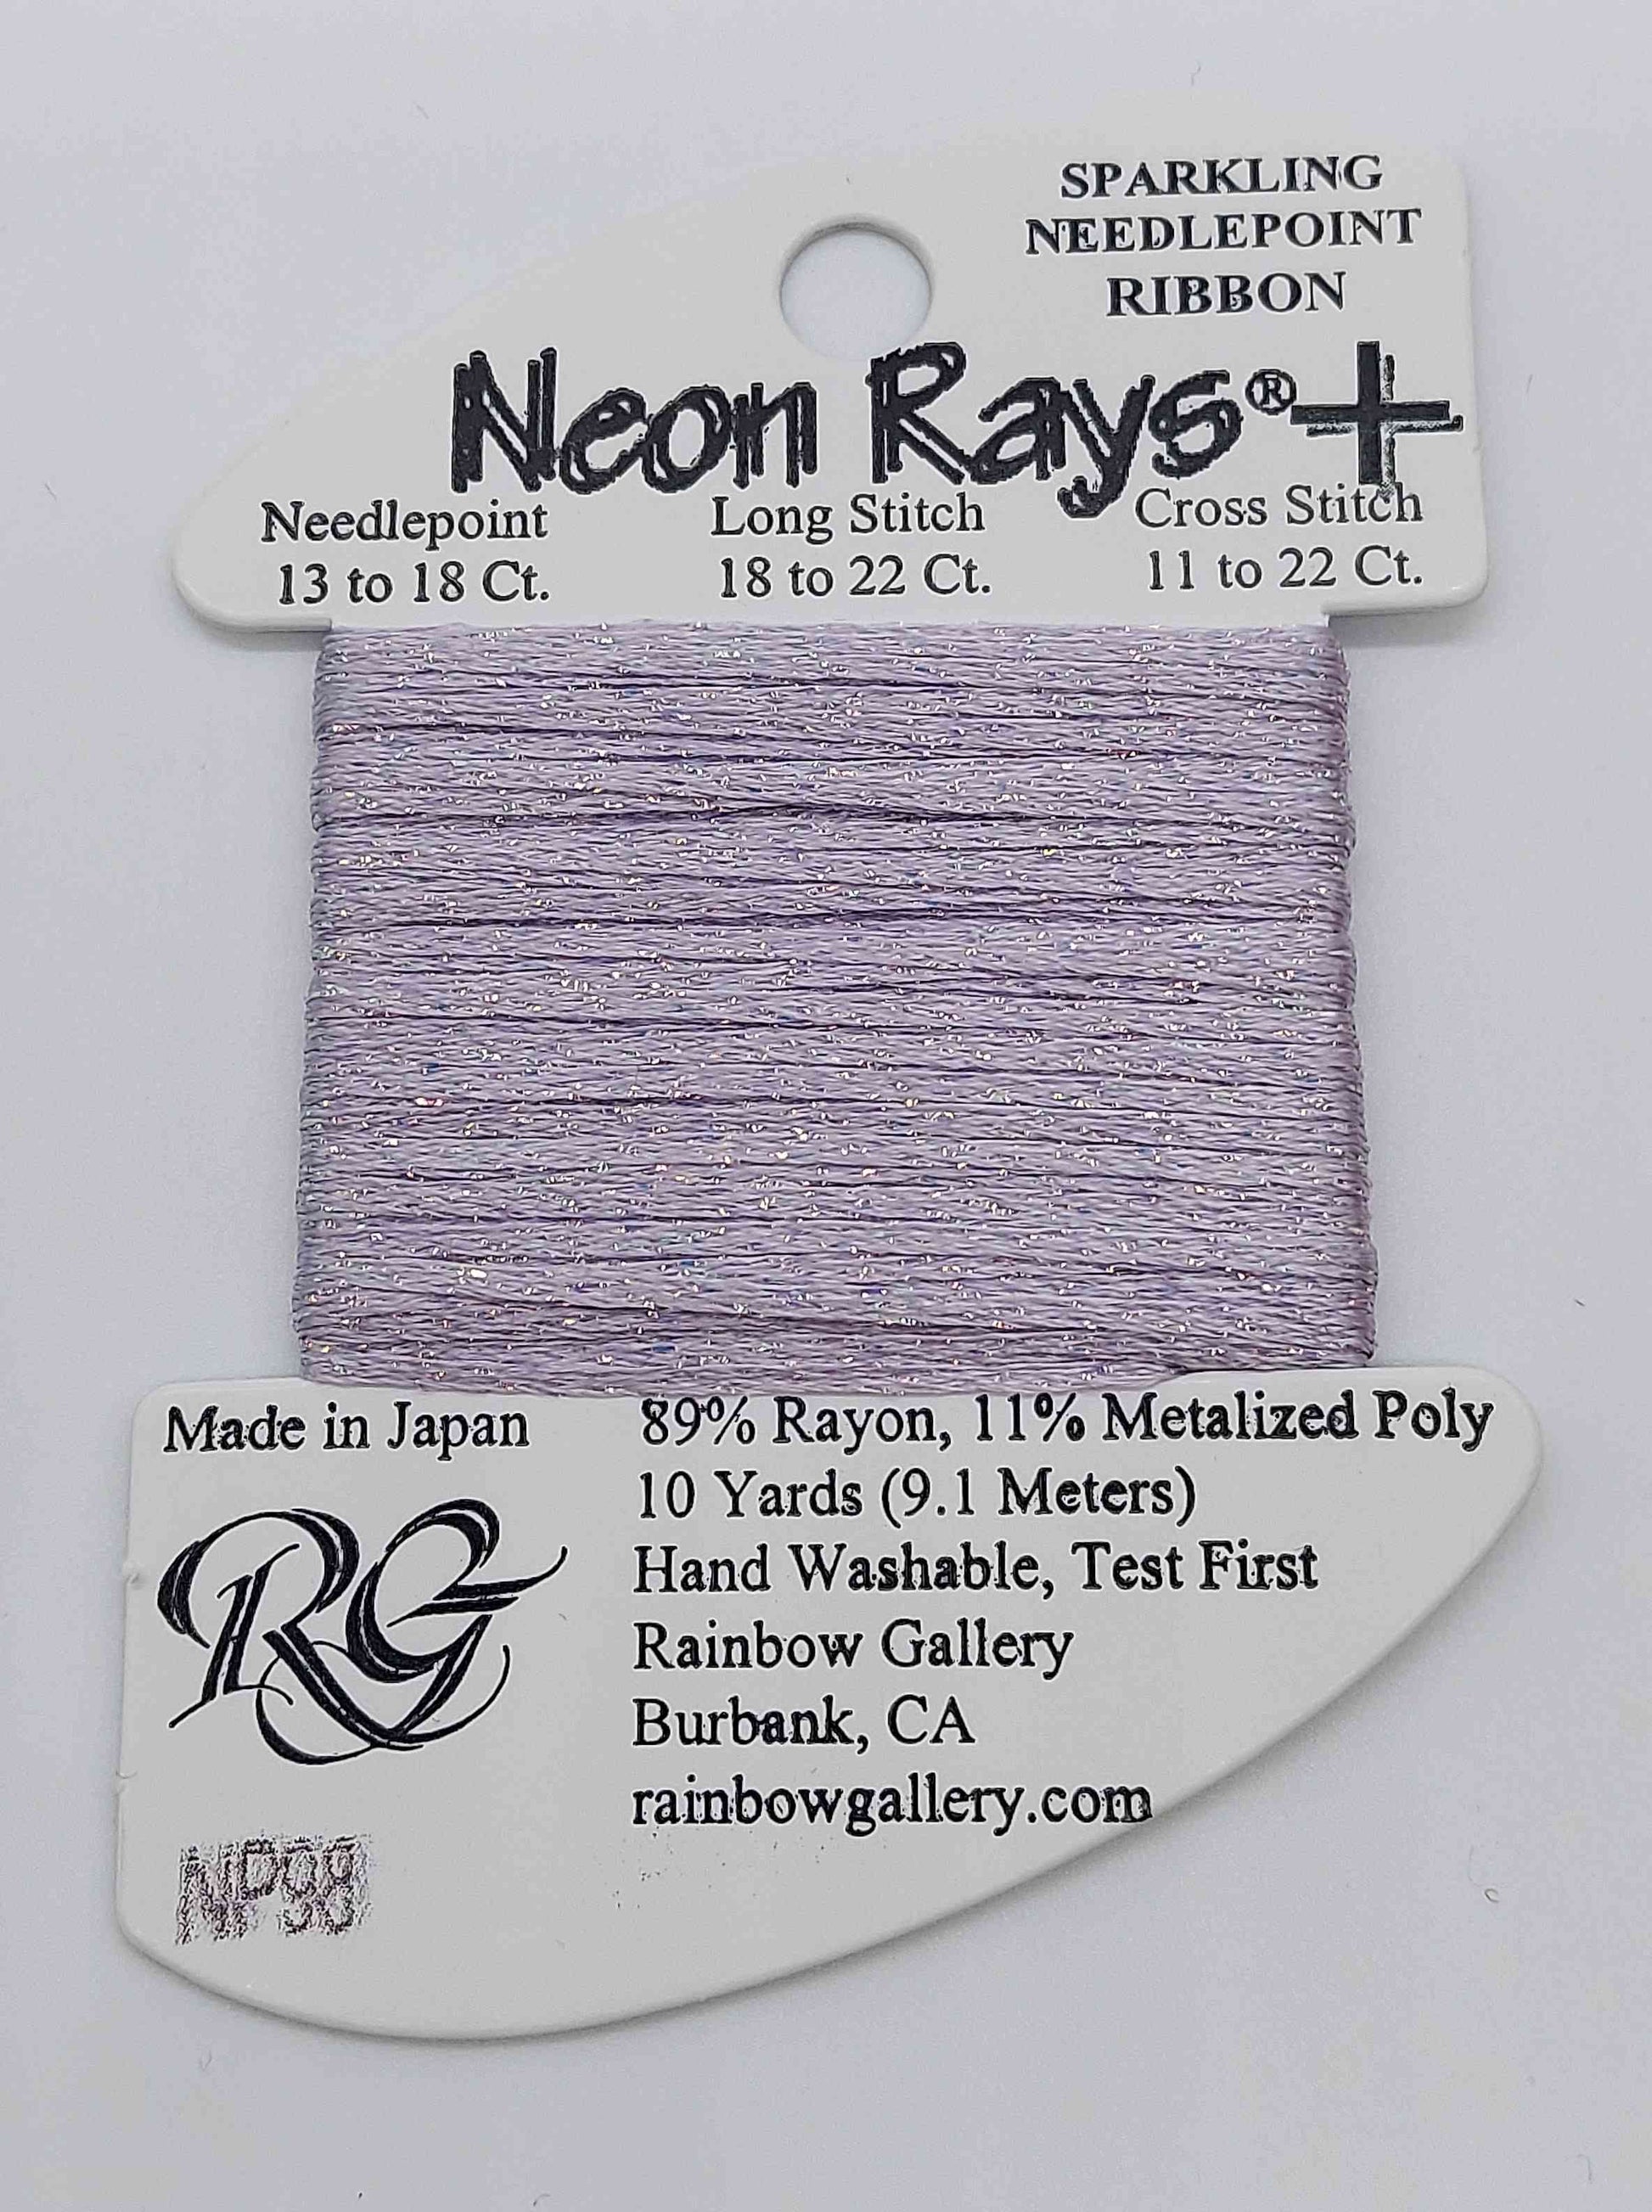 SPARKLING
NEEDLEPOINT
RIBBON
Neon Rays®+
Needlepoint Long Stitch Cross Stitch
13 to 18 Ct. 18 to 22 Ct. 11 to 22 Ct.
Made in Japan 89% Rayon, 11% Metalized Poly
10 Yards (9.1 Meters)
Hand Washable, Test First
RG
Rainbow Gallery
Burbank, CA
rainbowgallery.com